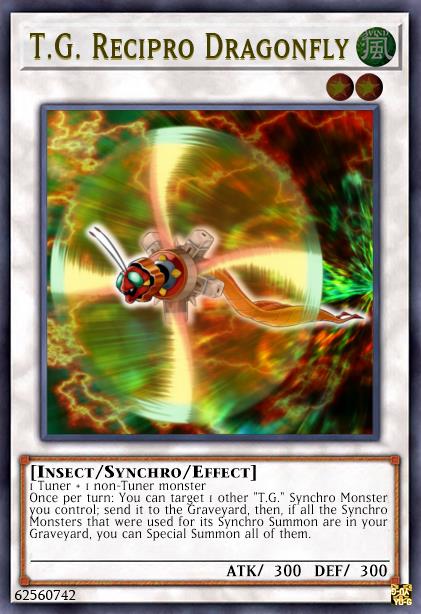 T.G. Recipro Dragonfly
WIND
風
[Insect/Synchro/Effect]
1 Tuner + 1 non-Tuner monster
Once per turn: You can target 1 other "T.G." Synchro Monster
you control; send it to the Graveyard, then, if all the Synchro
Monsters that were used for its Synchro Summon are in your
Graveyard, you can Special Summon all of them.
ATK/ 300 DEF/ 300
62560742